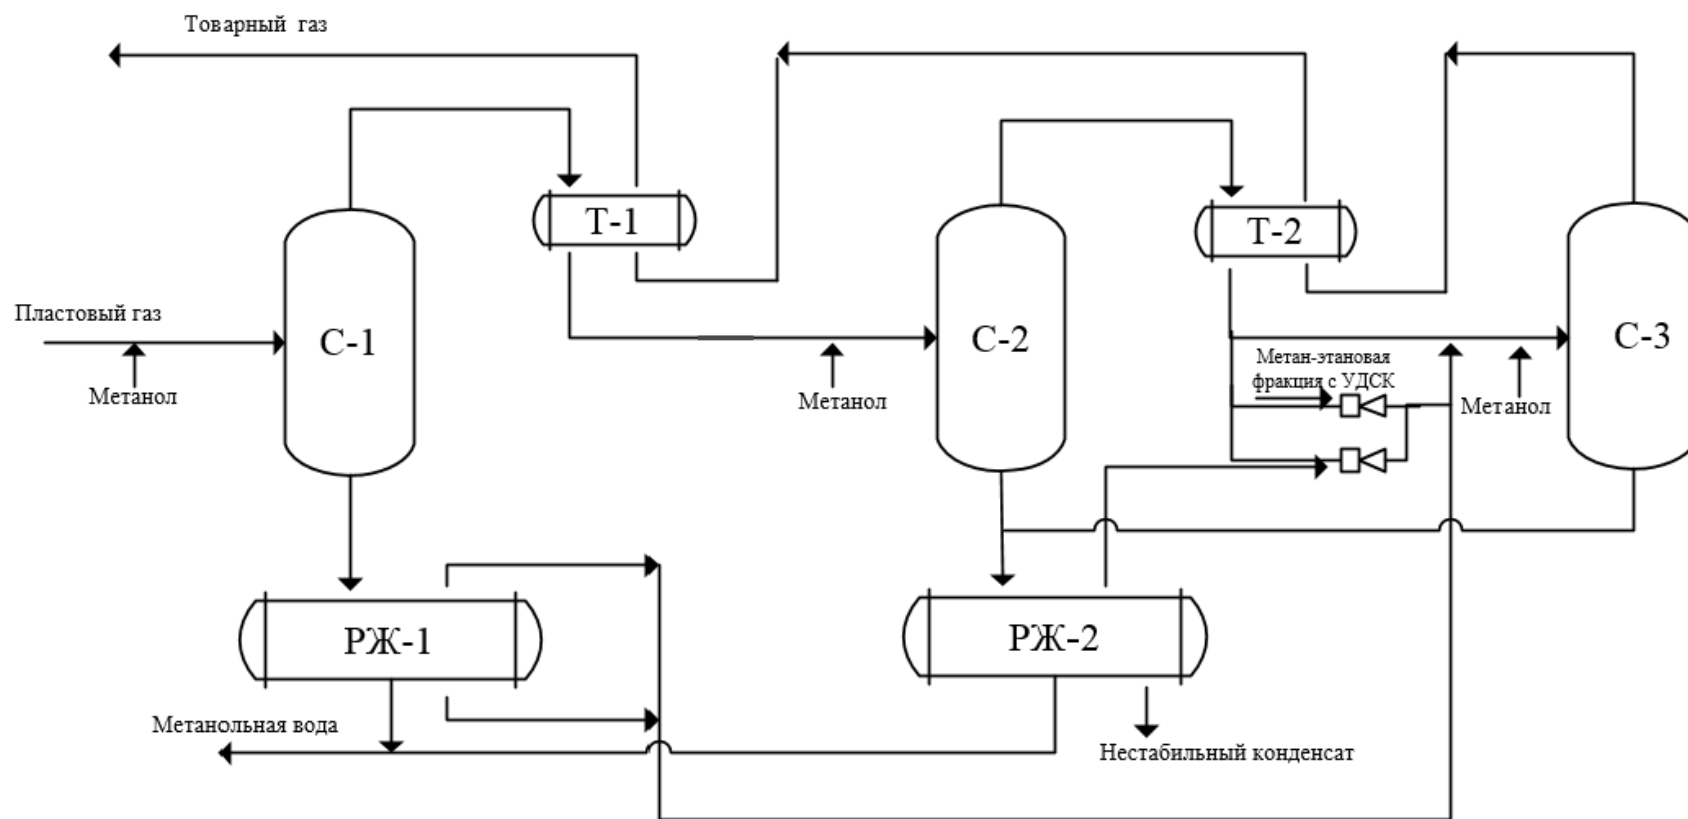 Товарный газ
Т-1
Т-2
Пластовый газ
С-1
С-2
С-3
Метан-этановая
фракция с УДСК
Метанол
Метанол
Метанол
РЖ-1
РЖ-2
Метанольная вода
Нестабильный конденсат